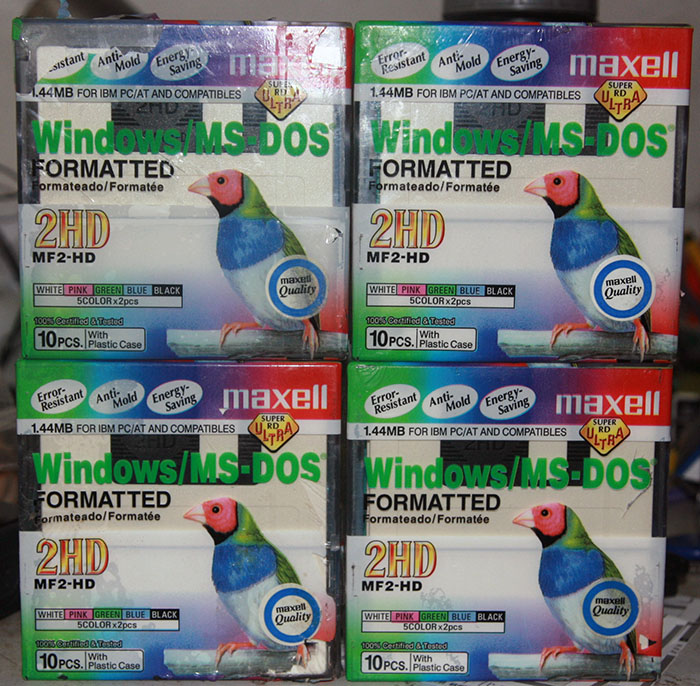 sistant Anti-Mold Energy-Saving max
1.44MB FOR IBM PC/AT AND COMPATIBLES
SUPER RD ULTRA
2HD
Windows/MS-DOS
FORMATTED
Formateado/Formatée
2HD
MF2-HD
maxell Quality
WHITE PINK GREEN BLUE BLACK
5COLOR x 2pcs
100% Certified & Tested
10PCS. With Plastic Case
Error-Resistant Anti-Mold Energy-Saving maxell
1.44MB FOR IBM PC/AT AND COMPATIBLES
SUPER RD ULTRA
2HD
Windows/MS-DOS
FORMATTED
Formateado/Formatée
2HD
MF2-HD
maxell Quality
WHITE PINK GREEN BLUE BLACK
5COLOR x 2pcs
100% Certified & Tested
10PCS. With Plastic Case
Error-Resistant Anti-Mold Energy-Saving maxell
1.44MB FOR IBM PC/AT AND COMPATIBLES
SUPER RD ULTRA
Windows/MS-DOS
FORMATTED
Formateado/Formatée
2HD
MF2-HD
maxell Quality
WHITE PINK GREEN BLUE BLACK
5COLOR x 2pcs
100% Certified & Tested
10PCS. With Plastic Case
Error-Resistant Anti-Mold Energy-Saving maxell
1.44MB FOR IBM PC/AT AND COMPATIBLES
SUPER RD ULTRA
2HD
Windows/MS-DOS
FORMATTED
Formateado/Formatée
2HD
MF2-HD
maxell Quality
WHITE PINK GREEN BLUE BLACK
5COLOR x 2pcs
100% Certified & Tested
10PCS. With Plastic Case